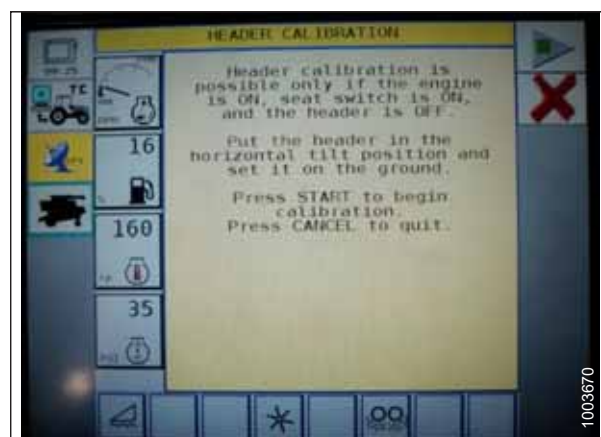 HEADER CALIBRATION
Header calibration is
possible only if the engine
is ON, seat switch is ON,
and the header is OFF.
Put the header in the
horizontal tilt position and
set it on the ground.
Press START to begin
calibration.
Press CANCEL to quit.
TC
16
160
35
1003670